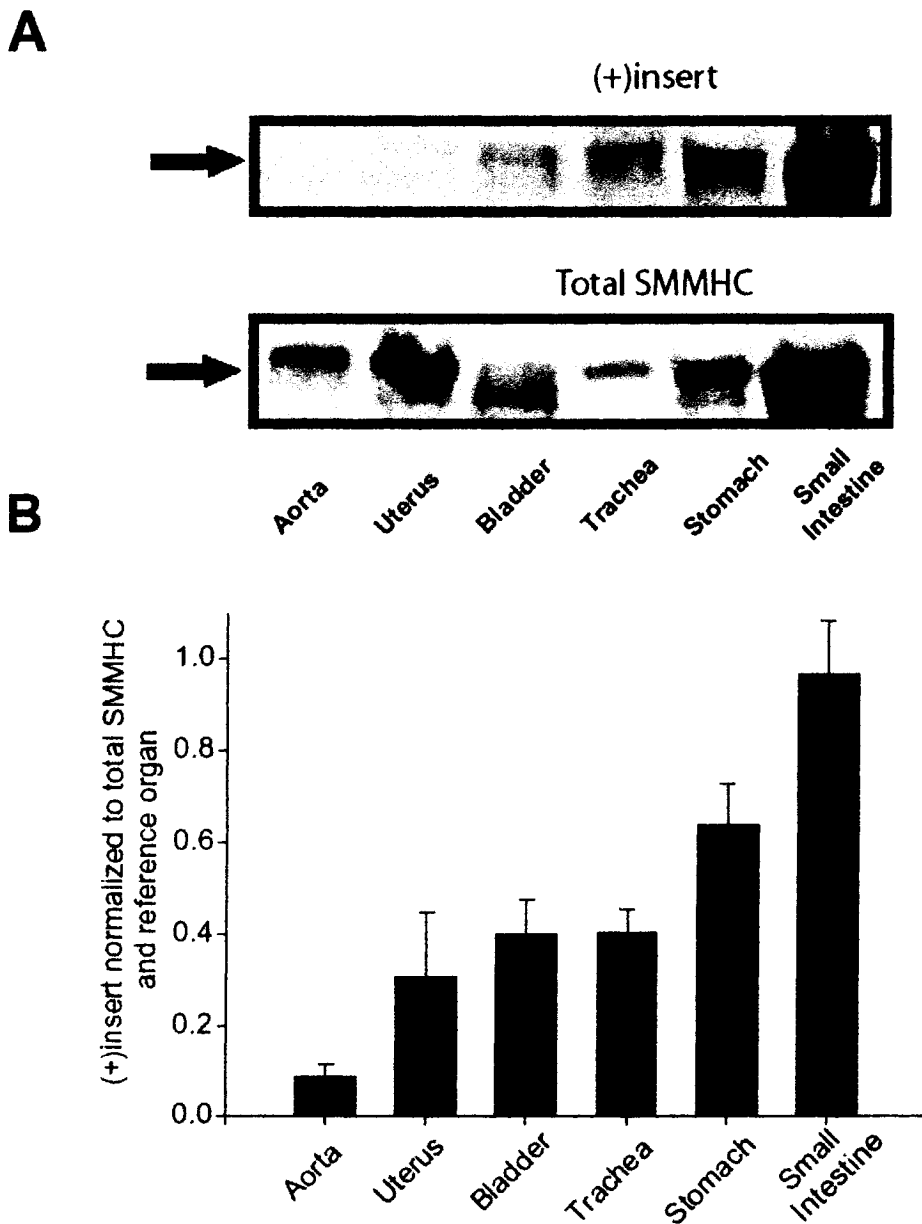 A
(+)insert
Total SMMHC
Aorta
Uterus
Bladder
Trachea
Stomach
Small
Intestine
B
(+)insert normalized to total SMMHC
and reference organ
1.0
0.8
0.6
0.4
0.2
0.0
Aorta
Uterus
Bladder
Trachea
Stomach
Small
Intestine